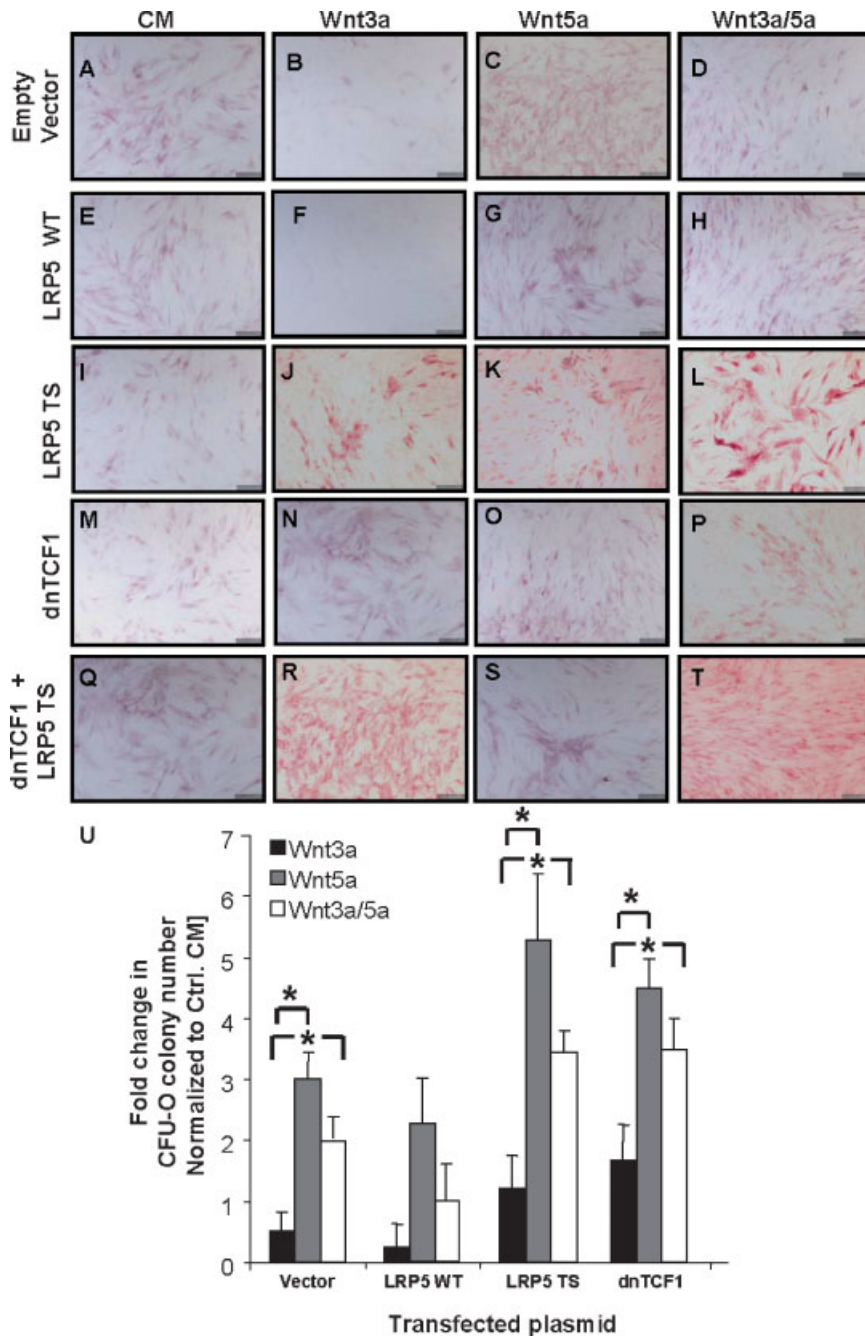 CM Wnt3a Wnt5a Wnt3a/5a
Empty
Vector
A B C D
LRP5 WT
E F G H
LRP5 TS
I J K L
dnTCF1
M N O P
dnTCF1 +
LRP5 TS
Q R S T
U
Fold change in
CFU-O colony number
Normalized to Ctrl. CM]
7
6
5
4
3
2
1
0
Wnt3a
Wnt5a
Wnt3a/5a
* * * * * *
Vector LRP5 WT LRP5 TS dnTCF1
Transfected plasmid